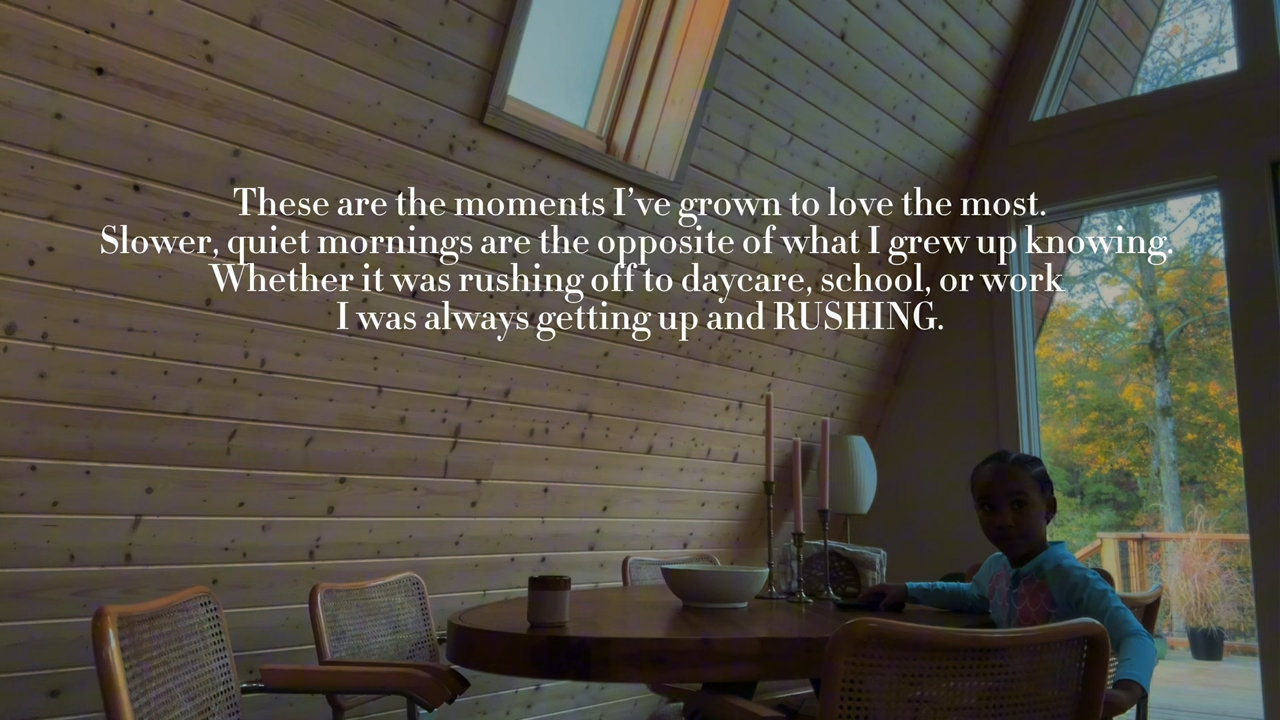 These are the moments I’ve grown to love the most.
Slower, quiet mornings are the opposite of what I grew up knowing.
Whether it was rushing off to daycare, school, or work
I was always getting up and RUSHING.